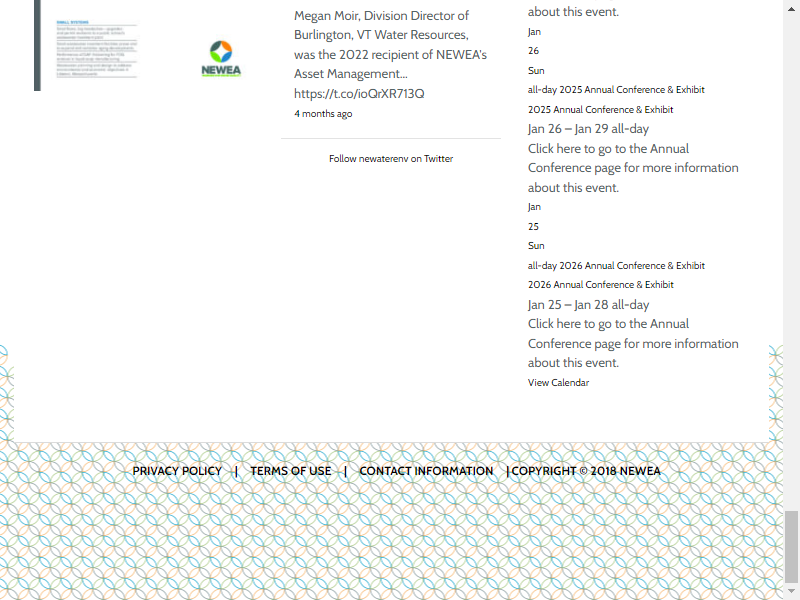 SMALL SYSTEMS
NEWEA
Megan Moir, Division Director of
Burlington, VT Water Resources,
was the 2022 recipient of NEWEA's
Asset Management...
https://t.co/ioQrXR713Q
4 months ago
Follow newaterenv on Twitter
about this event.
Jan
26
Sun
all-day 2025 Annual Conference & Exhibit
2025 Annual Conference & Exhibit
Jan 26 – Jan 29 all-day
Click here to go to the Annual
Conference page for more information
about this event.
Jan
25
Sun
all-day 2026 Annual Conference & Exhibit
2026 Annual Conference & Exhibit
Jan 25 – Jan 28 all-day
Click here to go to the Annual
Conference page for more information
about this event.
View Calendar
PRIVACY POLICY | TERMS OF USE | CONTACT INFORMATION | COPYRIGHT © 2018 NEWEA